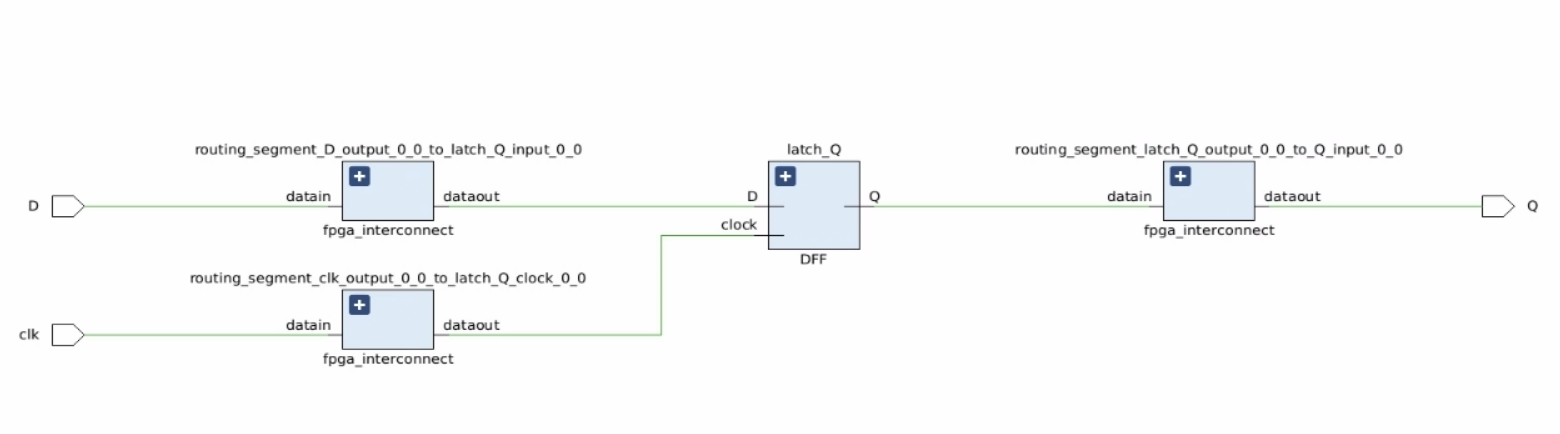 routing_segment_D_output_0_0_to_latch_Q_input_0_0
latch_Q
routing_segment_latch_Q_output_0_0_to_Q_input_0_0
D
datain
dataout
D
Q
datain
dataout
Q
clock
fpga_interconnect
fpga_interconnect
DFF
routing_segment_clk_output_0_0_to_latch_Q_clock_0_0
clk
datain
dataout
fpga_interconnect